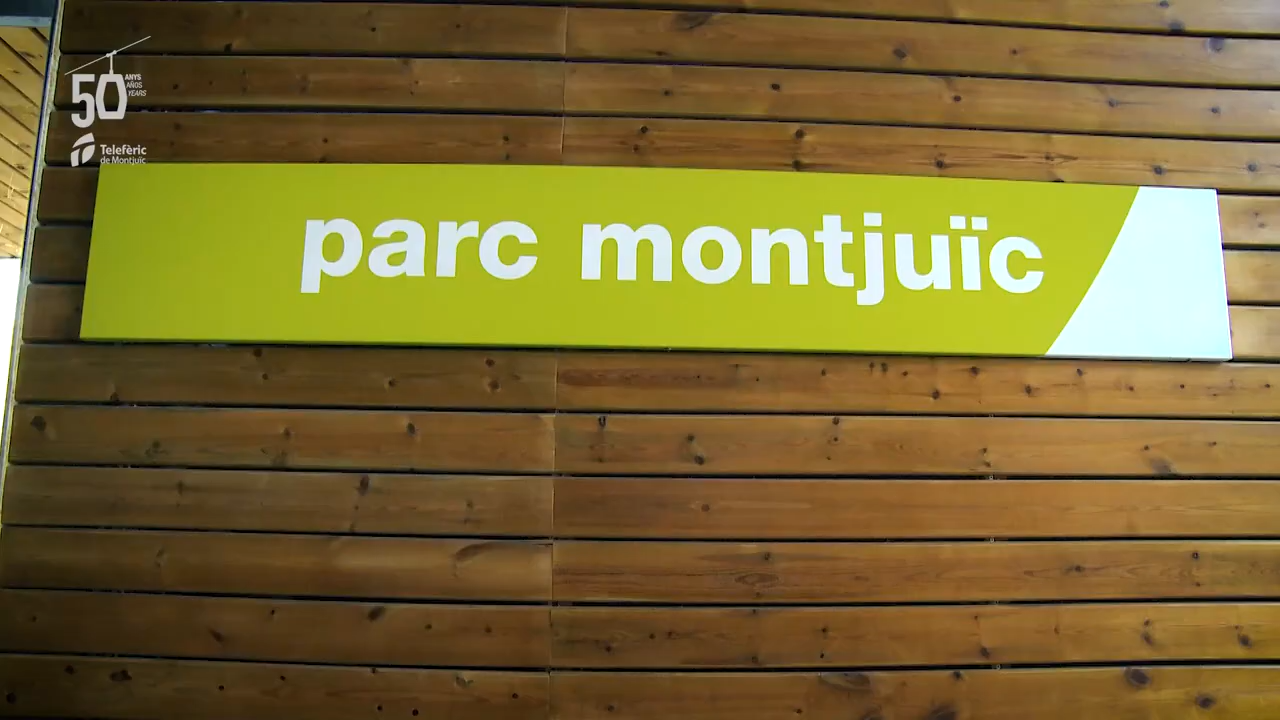 50
ANYS
AÑOS
YEARS
Telefèric
de Montjuïc
parc montjuïc